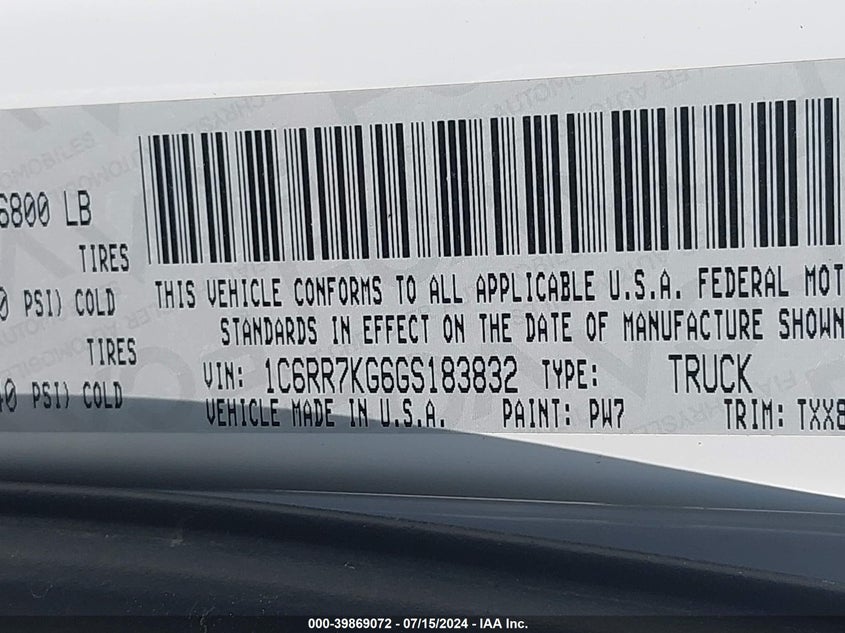 6800 LB
TIRES
0 PSI) COLD
TIRES
40 PSI) COLD
THIS VEHICLE CONFORMS TO ALL APPLICABLE U.S.A. FEDERAL MOT
STANDARDS IN EFFECT ON THE DATE OF MANUFACTURE SHOWN
VIN: 1C6RR7KG6GS183832 TYPE: TRUCK
VEHICLE MADE IN U.S.A. PAINT: PW7 TRIM: TXX8
000-39869072 - 07/15/2024 - IAA Inc.